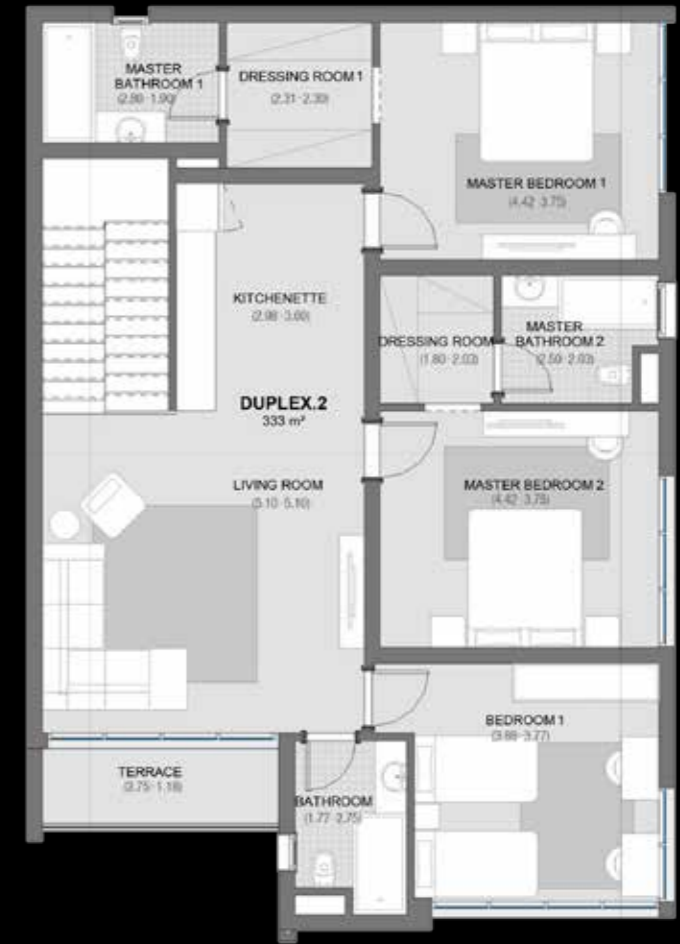 MASTER
BATHROOM 1
(2.80·1.90)
DRESSING ROOM 1
(2.31·2.30)
MASTER BEDROOM 1
(4.42·3.75)
KITCHENETTE
(2.98·3.60)
DRESSING ROOM
(1.80·2.03)
MASTER
BATHROOM 2
(2.50·2.03)
DUPLEX.2
333 m²
LIVING ROOM
(5.10·5.10)
MASTER BEDROOM 2
(4.42·3.75)
BEDROOM 1
(3.88·3.77)
TERRACE
(3.75·1.18)
BATHROOM
(1.77·2.75)